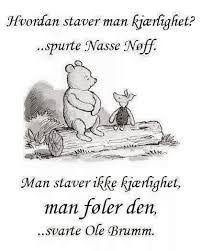 Hvordan staver man kjærlighet?
..spurte Nasse Nøff.
Man staver ikke kjærlighet,
man føler den,
..svarte Ole Brumm.